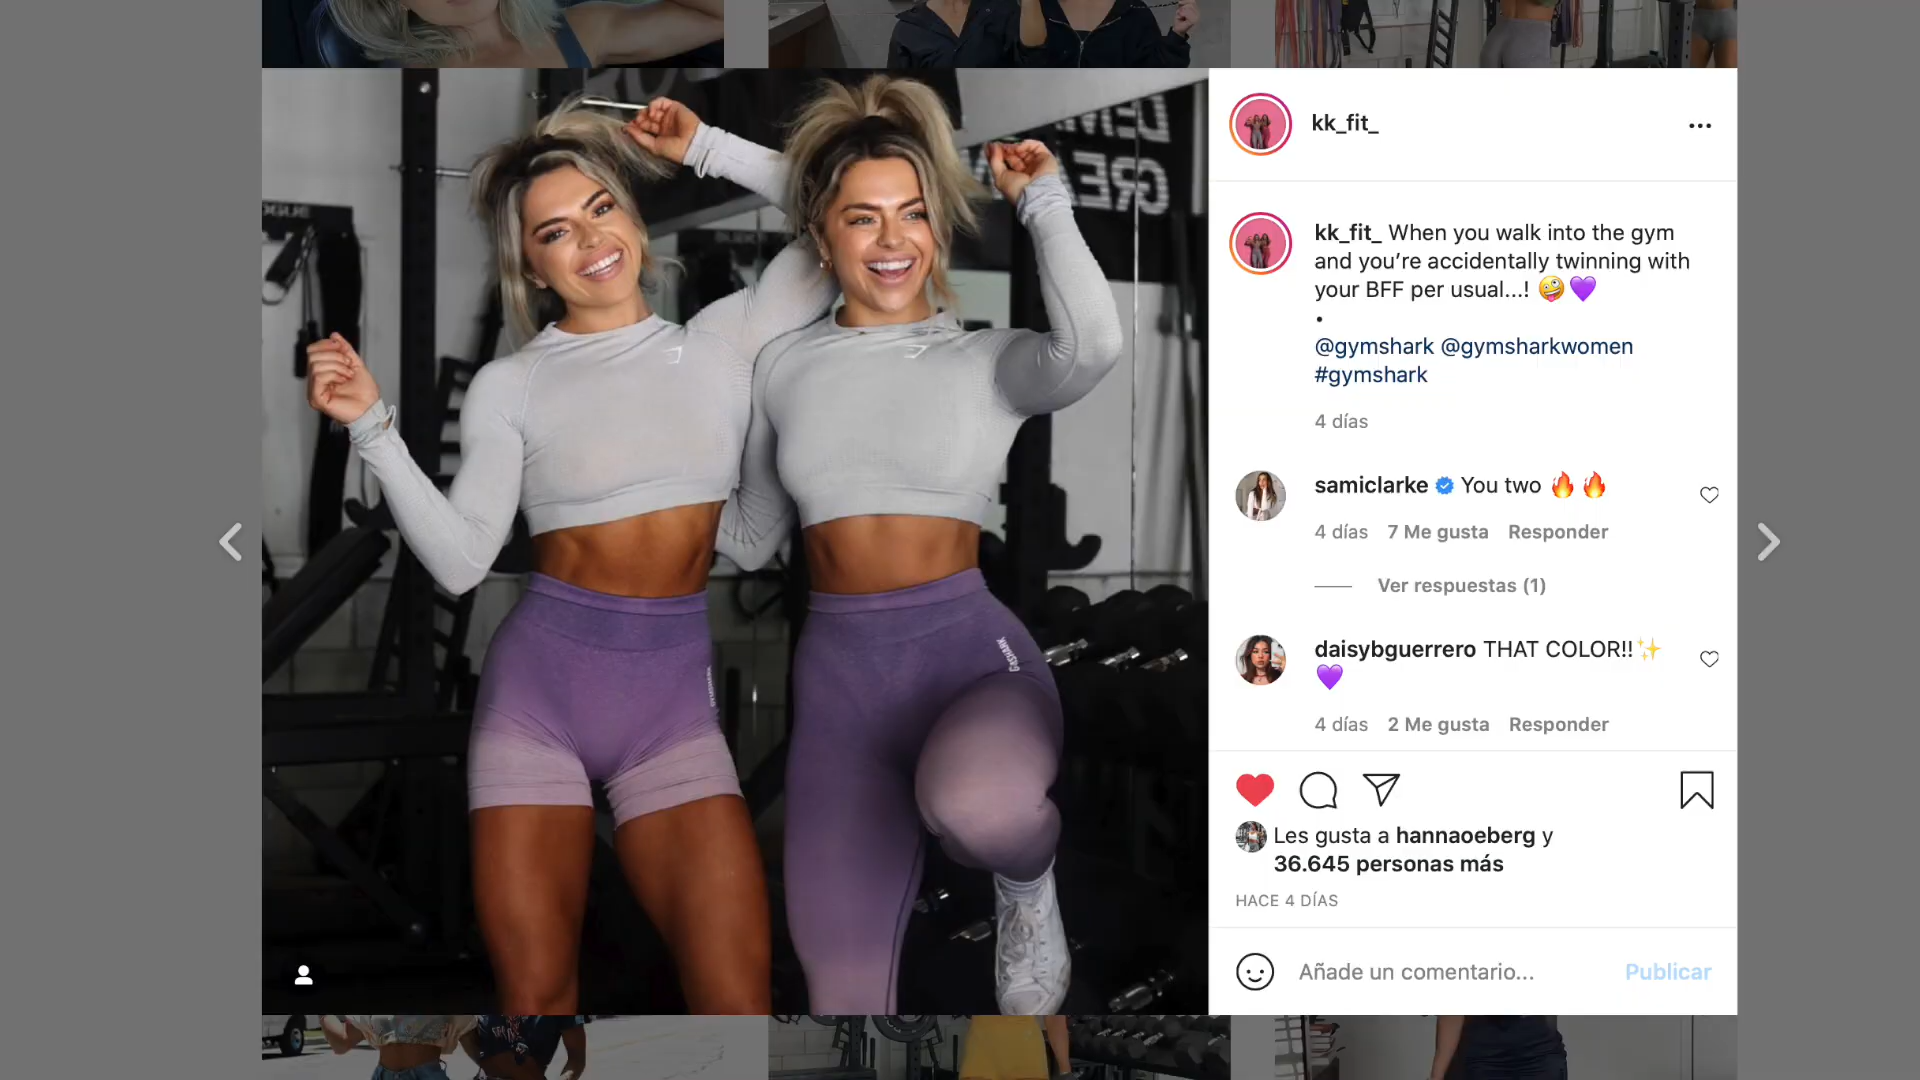 kk_fit_
kk_fit_ When you walk into the gym
and you’re accidentally twinning with
your BFF per usual...! 🤪💜
•
@gymshark @gymsharkwomen
#gymshark
4 días
samiclarke You two 🔥🔥
4 días 7 Me gusta Responder
Ver respuestas (1)
daisybguerrero THAT COLOR!!✨
💜
4 días 2 Me gusta Responder
Les gusta a hannaoeberg y
36.645 personas más
HACE 4 DÍAS
Añade un comentario...
Publicar
GYMSHARK